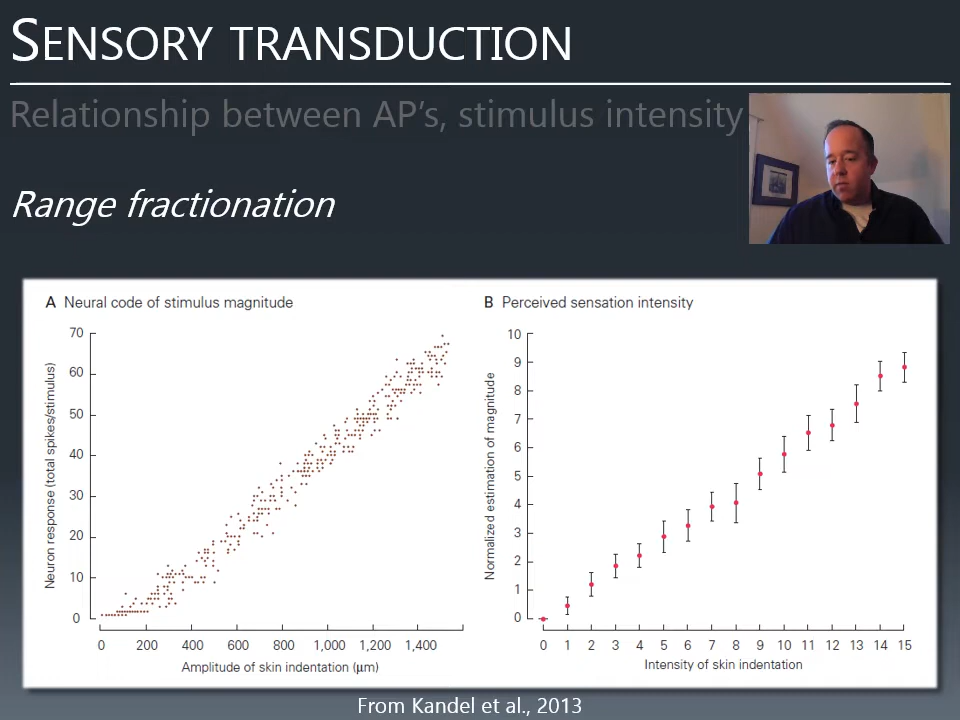 SENSORY TRANSDUCTION
Relationship between AP's, stimulus intensity
Range fractionation
A Neural code of stimulus magnitude
70
60
50
40
30
20
10
0
Neuron response (total spikes/stimulus)
0 200 400 600 800 1,000 1,200 1,400
Amplitude of skin indentation (μm)
B Perceived sensation intensity
10
9
8
7
6
5
4
3
2
1
0
Normalized estimation of magnitude
0 1 2 3 4 5 6 7 8 9 10 11 12 13 14 15
Intensity of skin indentation
From Kandel et al., 2013